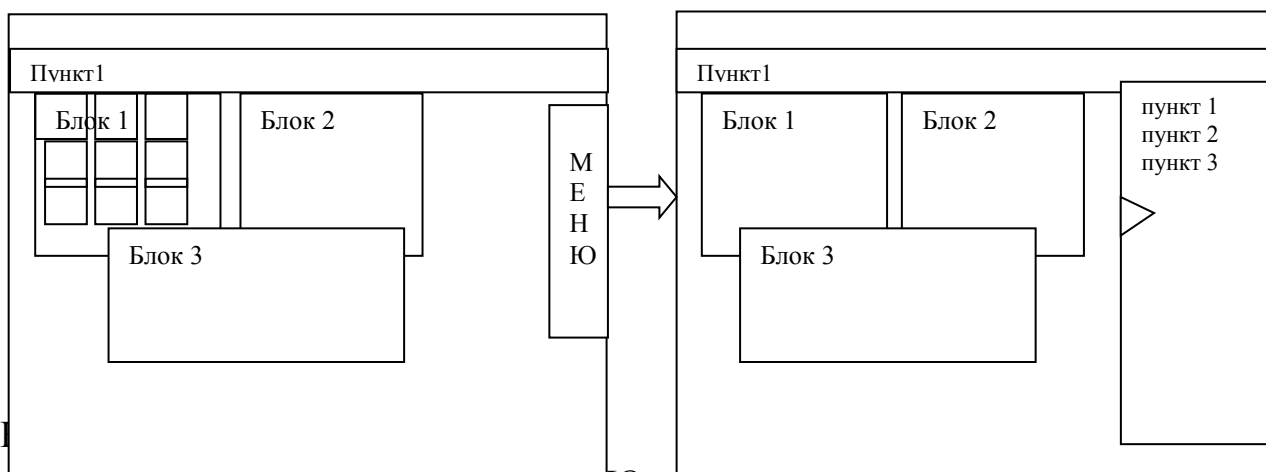 Пункт1
Блок 1
Блок 2
М
Е
Н
Ю
Блок 3
Пункт1
Блок 1
Блок 2
пункт 1
пункт 2
пункт 3
Блок 3